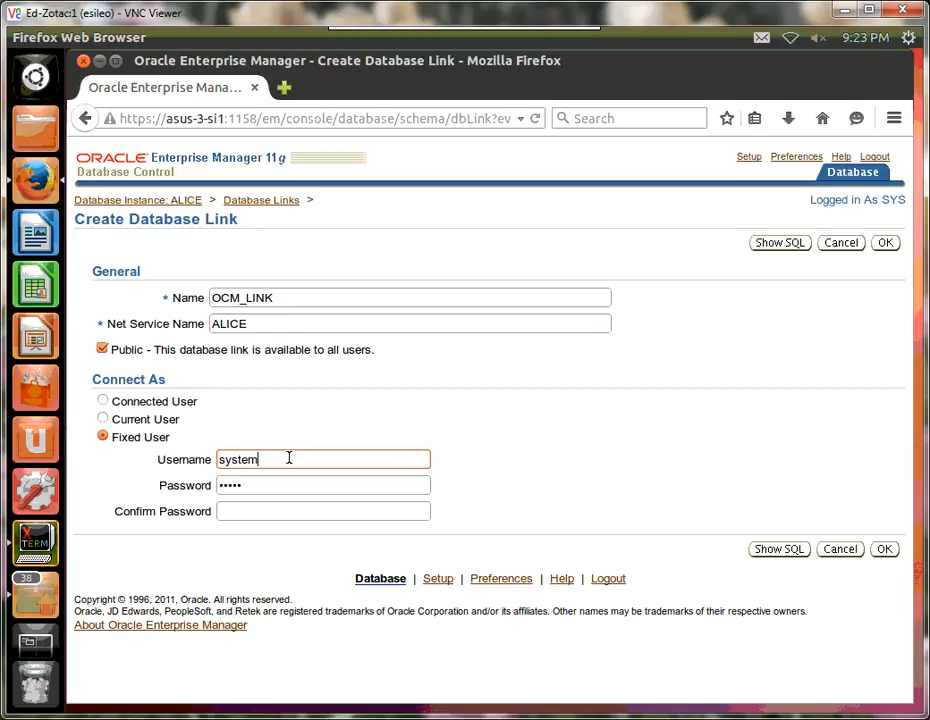 Ed-Zotac:1 (esileo) - VNC Viewer
Firefox Web Browser
9:23 PM
Oracle Enterprise Manager - Create Database Link - Mozilla Firefox
Oracle Enterprise Mana...
https://asus-3-si1:1158/em/console/database/schema/dbLink?ev
Search
ORACLE Enterprise Manager 11g
Database Control
Setup Preferences Help Logout
Database
Database Instance: ALICE > Database Links >
Logged in As SYS
Create Database Link
Show SQL Cancel OK
General
* Name OCM_LINK
* Net Service Name ALICE
Public - This database link is available to all users.
Connect As
Connected User
Current User
Fixed User
Username system
Password •••••
Confirm Password
Show SQL Cancel OK
Database | Setup | Preferences | Help | Logout
Copyright © 1996, 2011, Oracle. All rights reserved.
Oracle, JD Edwards, PeopleSoft, and Retek are registered trademarks of Oracle Corporation and/or its affiliates. Other names may be trademarks of their respective owners.
About Oracle Enterprise Manager
XTERM
38